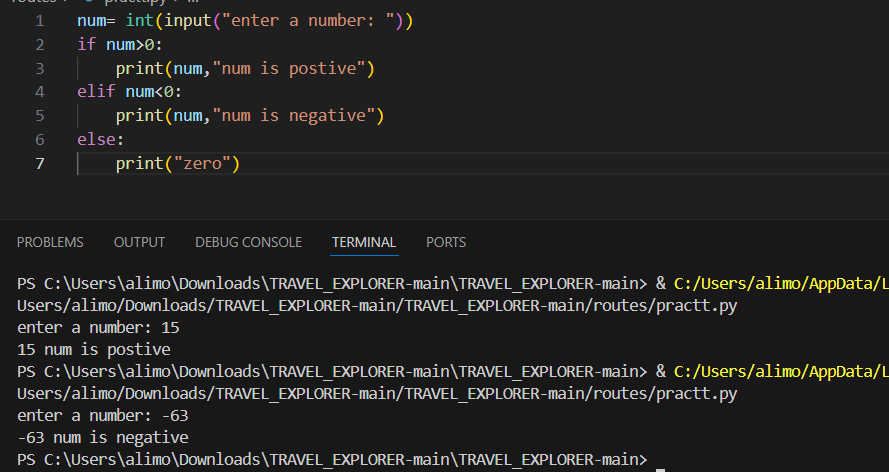 1 num= int(input("enter a number: "))
2 if num>0:
3 print(num,"num is postive")
4 elif num<0:
5 print(num,"num is negative")
6 else:
7 print("zero")
PROBLEMS OUTPUT DEBUG CONSOLE TERMINAL PORTS
PS C:\Users\alimo\Downloads\TRAVEL_EXPLORER-main\TRAVEL_EXPLORER-main> & C:/Users/alimo/AppData/L
Users/alimo/Downloads/TRAVEL_EXPLORER-main/TRAVEL_EXPLORER-main/routes/practt.py
enter a number: 15
15 num is postive
PS C:\Users\alimo\Downloads\TRAVEL_EXPLORER-main\TRAVEL_EXPLORER-main> & C:/Users/alimo/AppData/L
Users/alimo/Downloads/TRAVEL_EXPLORER-main/TRAVEL_EXPLORER-main/routes/practt.py
enter a number: -63
-63 num is negative
PS C:\Users\alimo\Downloads\TRAVEL_EXPLORER-main\TRAVEL_EXPLORER-main>